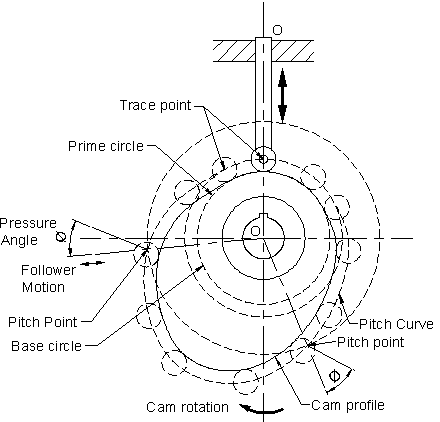 O
Trace point
Prime circle
Pressure
Angle
Ø
O
Follower
Motion
Pitch Point
Base circle
Pitch Curve
Pitch point
Ø
Cam profile
Cam rotation